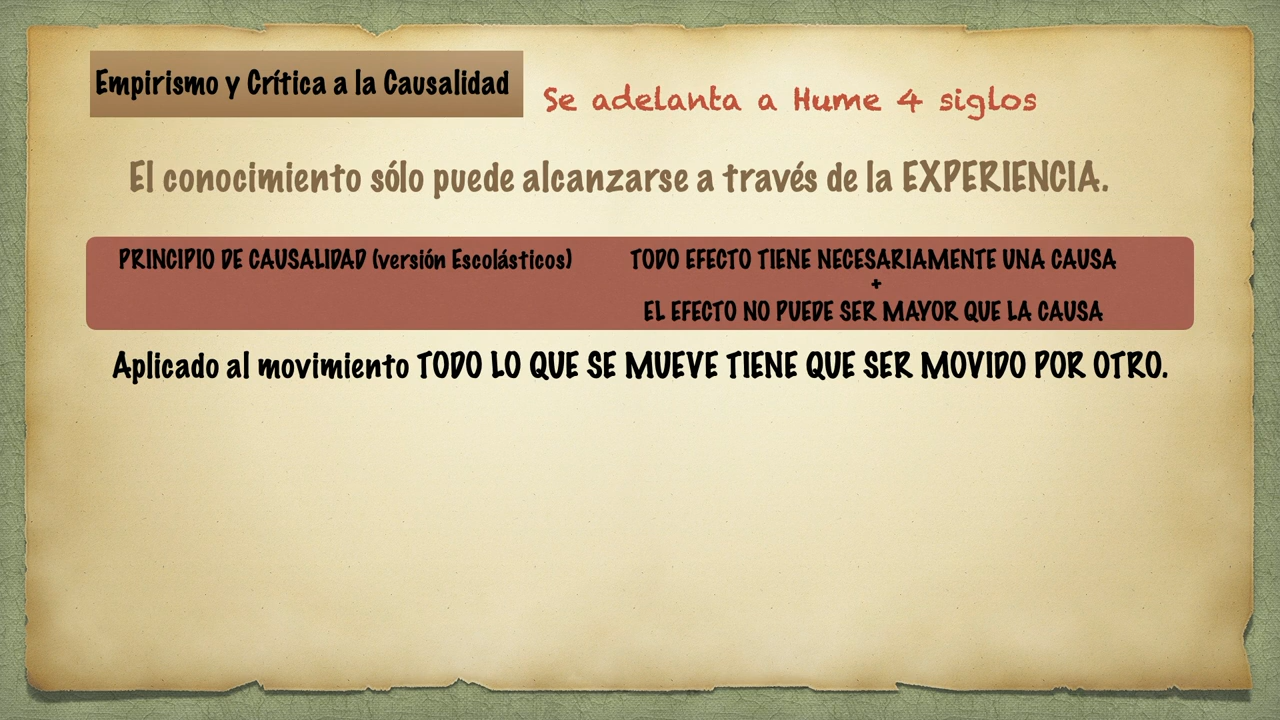 Empirismo y Crítica a la Causalidad
Se adelanta a Hume 4 siglos
El conocimiento sólo puede alcanzarse a través de la EXPERIENCIA.
PRINCIPIO DE CAUSALIDAD (versión Escolásticos)
TODO EFECTO TIENE NECESARIAMENTE UNA CAUSA
+
EL EFECTO NO PUEDE SER MAYOR QUE LA CAUSA
Aplicado al movimiento TODO LO QUE SE MUEVE TIENE QUE SER MOVIDO POR OTRO.